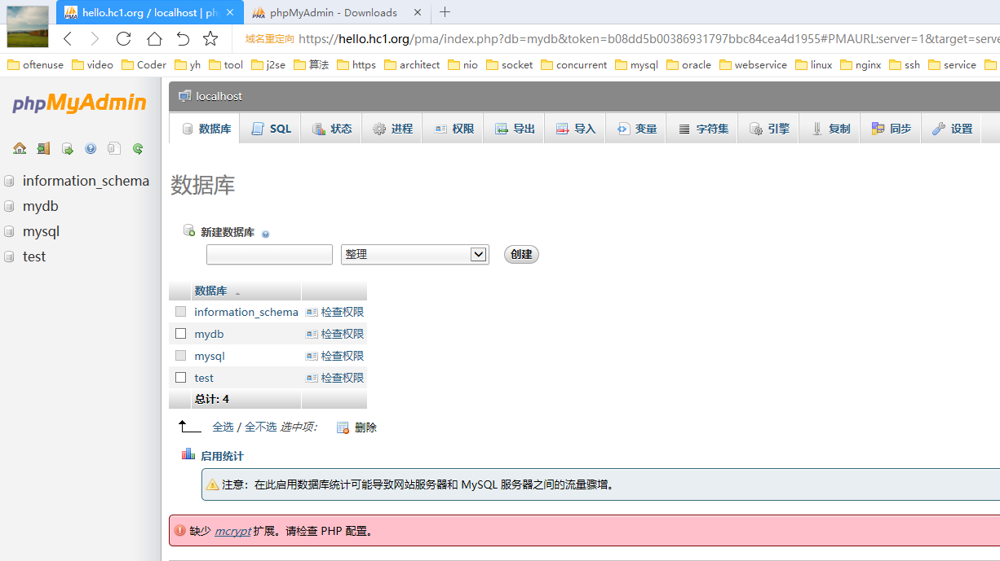 hello.hc1.org / localhost | ph
phpMyAdmin - Downloads
域名重定向 https://hello.hc1.org/pma/index.php?db=mydb&token=b08dd5b00386931797bbc84cea4d1955#PMAURL:server=1&target=serve
oftenuse video Coder yh tool j2se 算法 https architect nio socket concurrent mysql oracle webservice linux nginx ssh service
phpMyAdmin
localhost
数据库 SQL 状态 进程 权限 导出 导入 变量 字符集 引擎 复制 同步 设置
information_schema
mydb
mysql
test
数据库
新建数据库
整理 创建
数据库
information_schema 检查权限
mydb 检查权限
mysql 检查权限
test 检查权限
总计: 4
全选 / 全不选 选中项: 删除
启用统计
注意：在此启用数据库统计可能导致网站服务器和 MySQL 服务器之间的流量骤增。
缺少 mcrypt 扩展。请检查 PHP 配置。